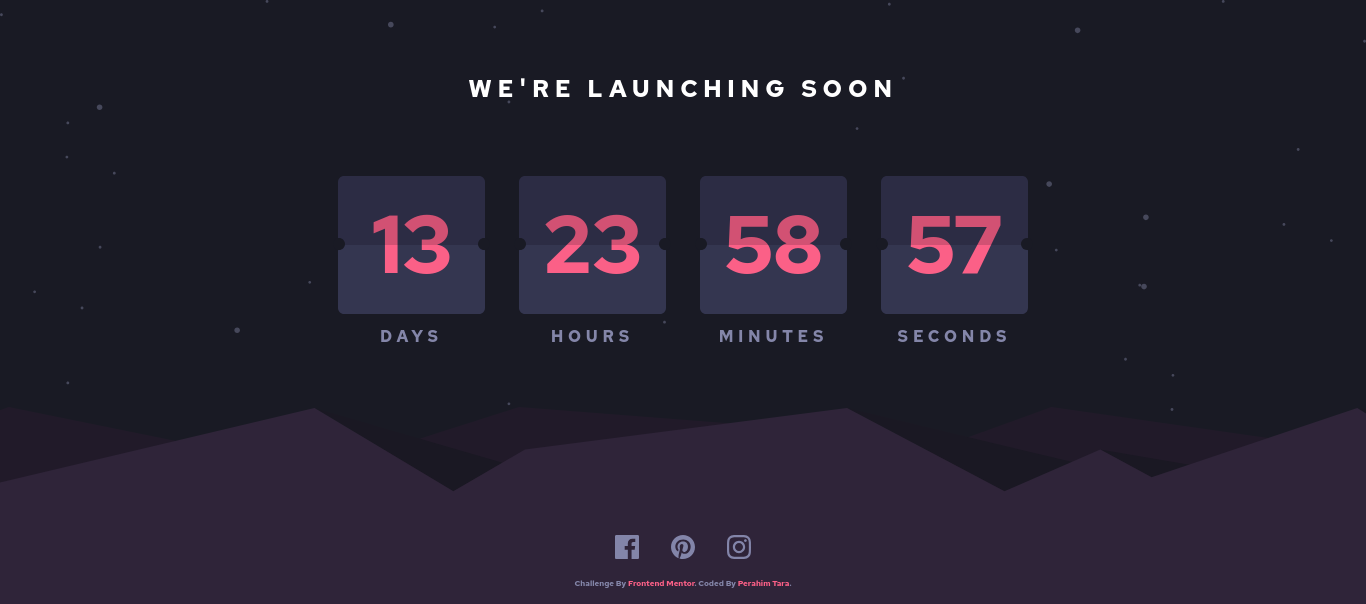 WE'RE LAUNCHING SOON
13 23 58 57
DAYS HOURS MINUTES SECONDS
Challenge By Frontend Mentor. Coded By Perahim Tara.